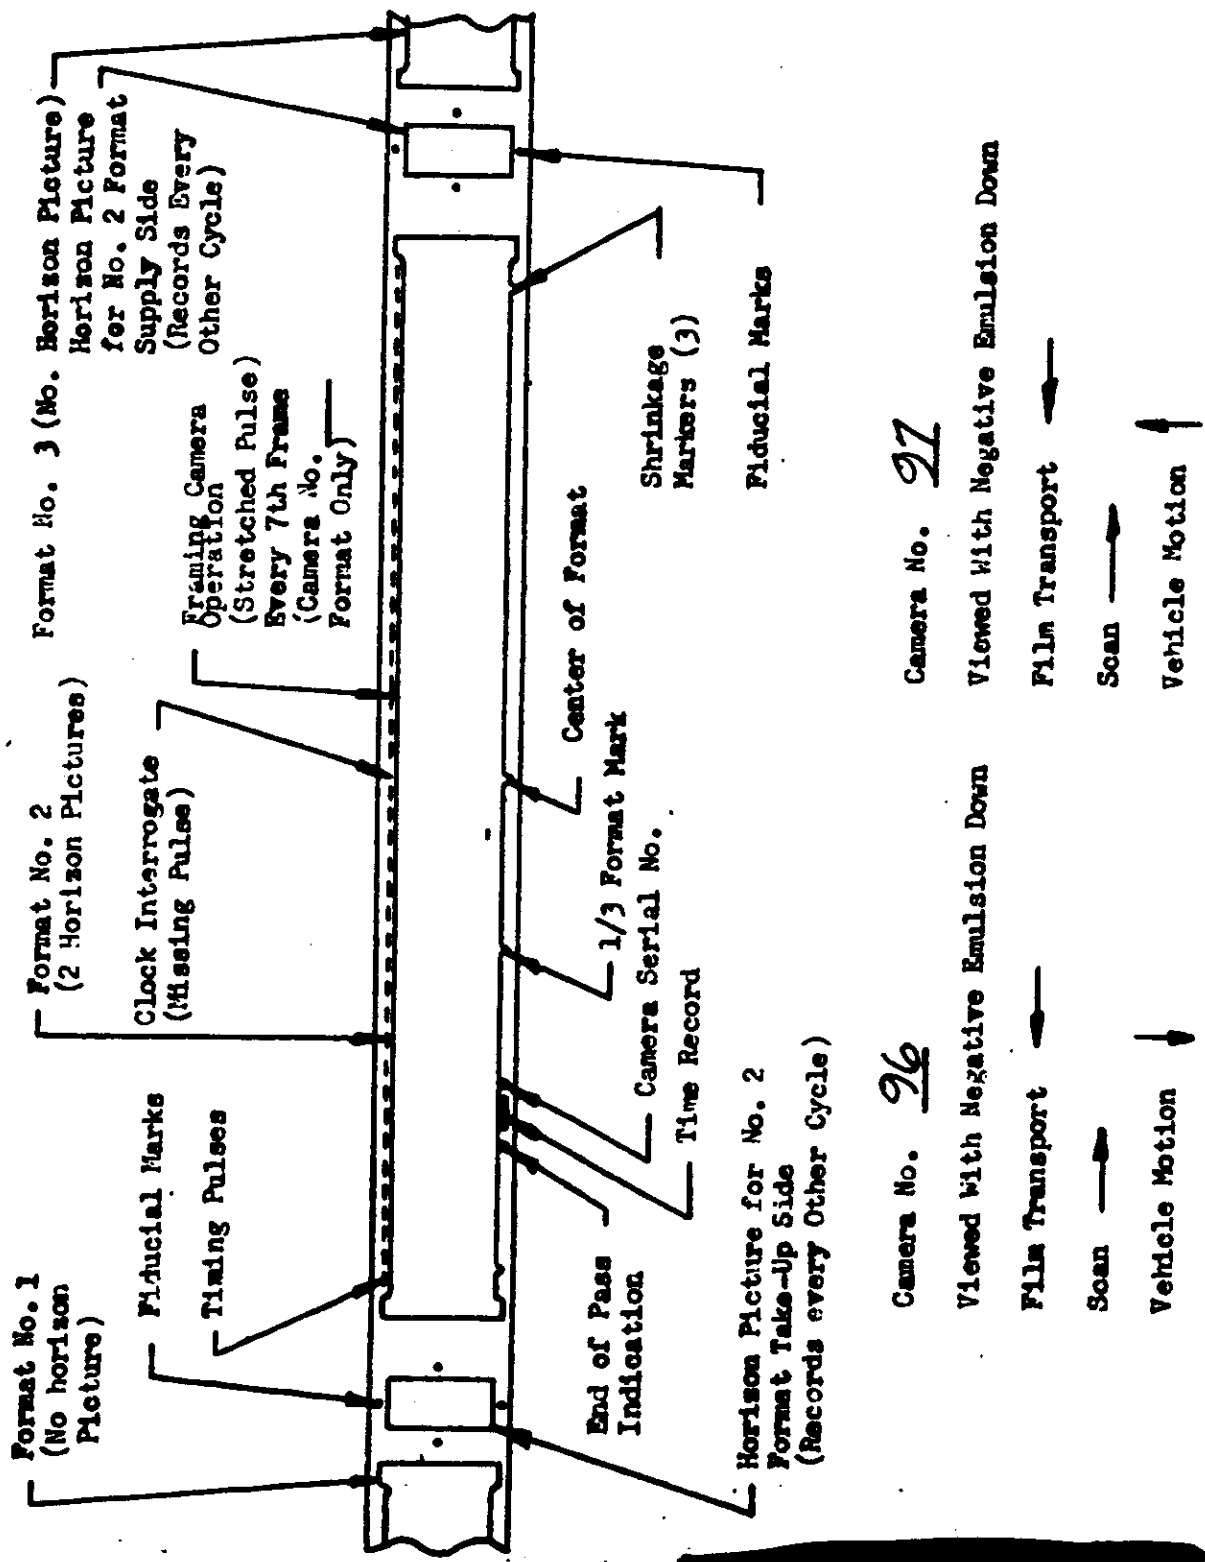 Format No. 1
(No horizon
Picture)
Fiducial Marks
Timing Pulses
Format No. 2
(2 Horizon Pictures)
Clock Interrogate
(Missing Pulse)
Format No. 3 (No. Horizon Picture)
Horizon Picture
for No. 2 Format
Supply Side
(Records Every
Other Cycle)
Framing Camera
Operation
(Stretched Pulse)
Every 7th Frame
(Camera No.
Format Only)
End of Pass
Indication
Horizon Picture for No. 2
Format Take-Up Side
(Records every Other Cycle)
Time Record
Camera Serial No.
1/3 Format Mark
Center of Format
Shrinkage
Markers (3)
Fiducial Marks
Camera No. 96
Viewed With Negative Emulsion Down
Film Transport
Scan
Vehicle Motion
Camera No. 97
Viewed With Negative Emulsion Down
Film Transport
Scan
Vehicle Motion